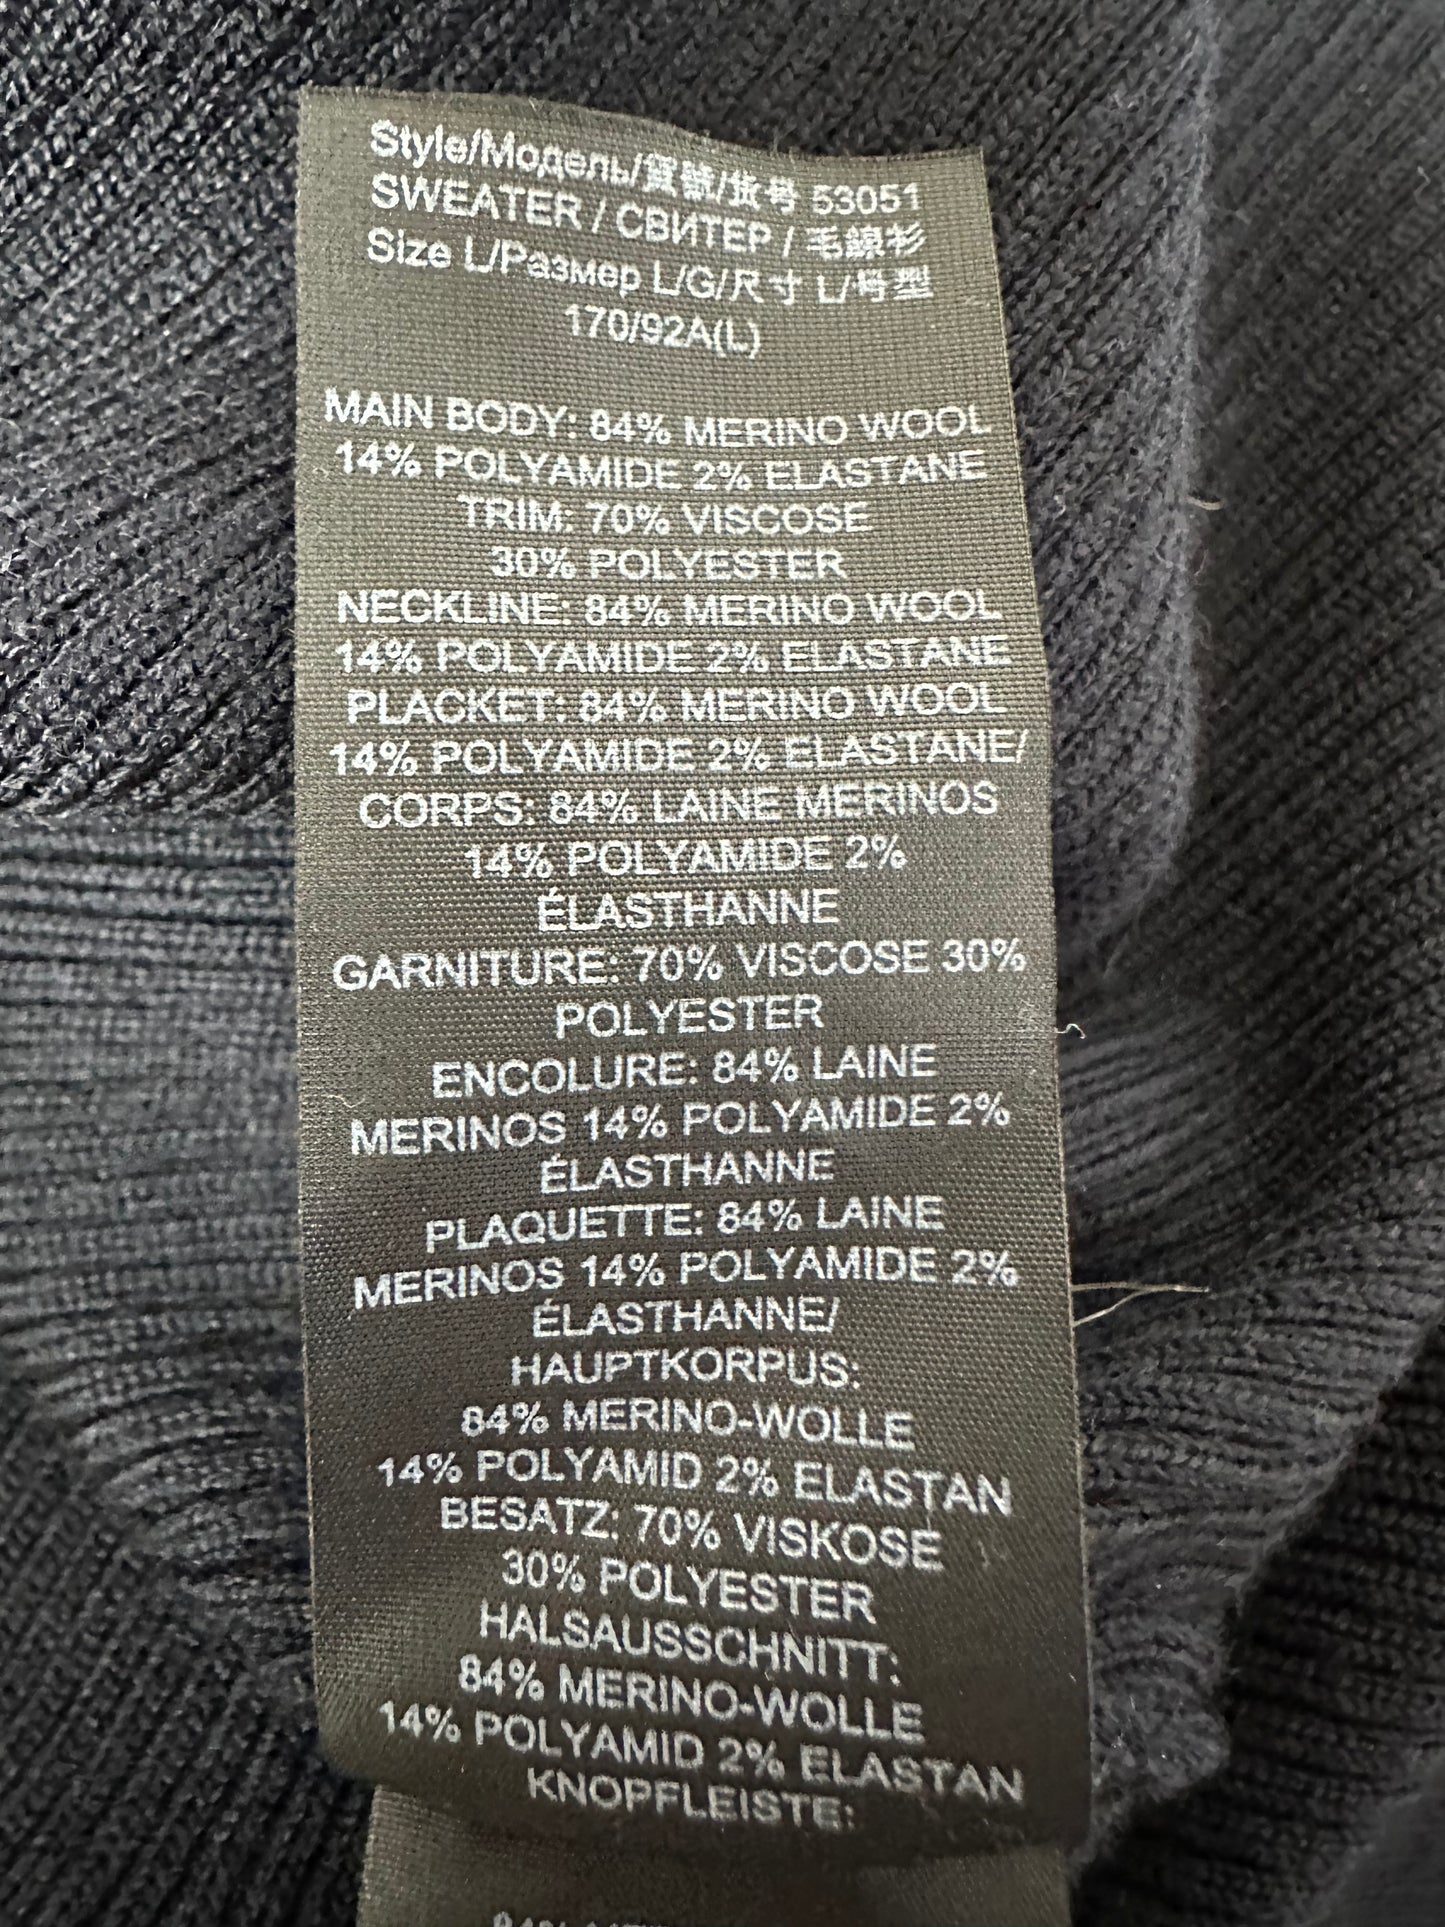 Style/Модель/貨號/货号 53051
SWEATER / СВИТЕР / 毛線衫
Size L/Размер L/G/尺寸 L/号型
170/92A(L)
MAIN BODY: 84% MERINO WOOL
14% POLYAMIDE 2% ELASTANE
TRIM: 70% VISCOSE
30% POLYESTER
NECKLINE: 84% MERINO WOOL
14% POLYAMIDE 2% ELASTANE
PLACKET: 84% MERINO WOOL
14% POLYAMIDE 2% ELASTANE/
CORPS: 84% LAINE MERINOS
14% POLYAMIDE 2%
ÉLASTHANNE
GARNITURE: 70% VISCOSE 30%
POLYESTER
ENCOLURE: 84% LAINE
MERINOS 14% POLYAMIDE 2%
ÉLASTHANNE
PLAQUETTE: 84% LAINE
MERINOS 14% POLYAMIDE 2%
ÉLASTHANNE/
HAUPTKORPUS:
84% MERINO-WOLLE
14% POLYAMID 2% ELASTAN
BESATZ: 70% VISKOSE
30% POLYESTER
HALSAUSSCHNITT:
84% MERINO-WOLLE
14% POLYAMID 2% ELASTAN
KNOPFLEISTE: